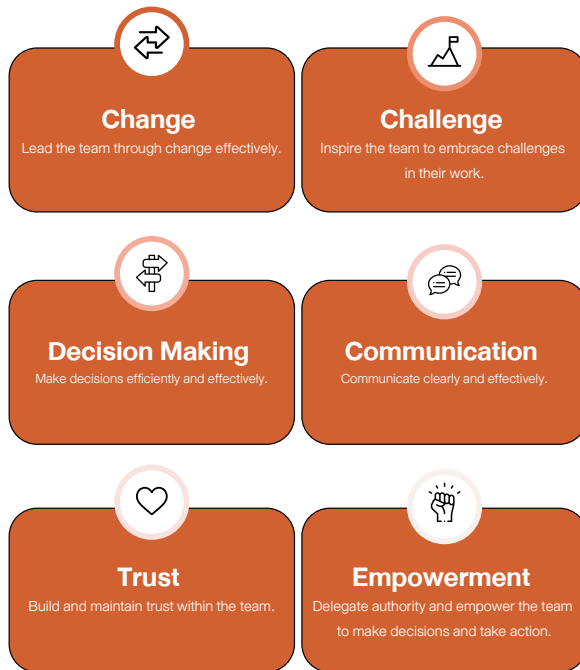 Change
Lead the team through change effectively.
Challenge
Inspire the team to embrace challenges
in their work.
Decision Making
Make decisions efficiently and effectively.
Communication
Communicate clearly and effectively.
Trust
Build and maintain trust within the team.
Empowerment
Delegate authority and empower the team
to make decisions and take action.